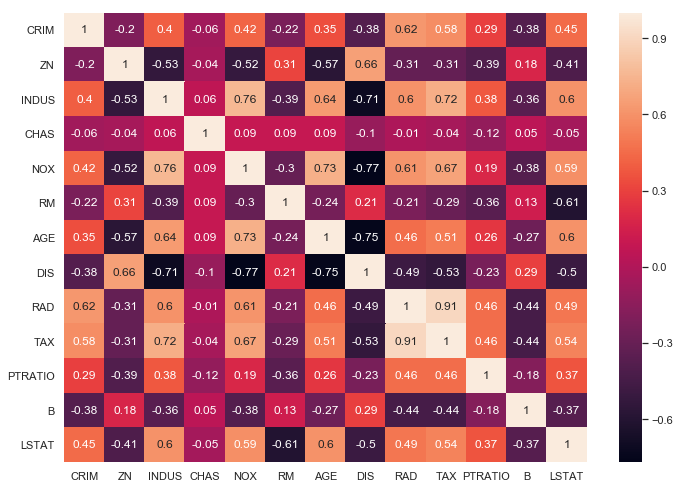 CRIM 1 -0.2 0.4 -0.06 0.42 -0.22 0.35 -0.38 0.62 0.58 0.29 -0.38 0.45
ZN -0.2 1 -0.53 -0.04 -0.52 0.31 -0.57 0.66 -0.31 -0.31 -0.39 0.18 -0.41
INDUS 0.4 -0.53 1 0.06 0.76 -0.39 0.64 -0.71 0.6 0.72 0.38 -0.36 0.6
CHAS -0.06 -0.04 0.06 1 0.09 0.09 0.09 -0.1 -0.01 -0.04 -0.12 0.05 -0.05
NOX 0.42 -0.52 0.76 0.09 1 -0.3 0.73 -0.77 0.61 0.67 0.19 -0.38 0.59
RM -0.22 0.31 -0.39 0.09 -0.3 1 -0.24 0.21 -0.21 -0.29 -0.36 0.13 -0.61
AGE 0.35 -0.57 0.64 0.09 0.73 -0.24 1 -0.75 0.46 0.51 0.26 -0.27 0.6
DIS -0.38 0.66 -0.71 -0.1 -0.77 0.21 -0.75 1 -0.49 -0.53 -0.23 0.29 -0.5
RAD 0.62 -0.31 0.6 -0.01 0.61 -0.21 0.46 -0.49 1 0.91 0.46 -0.44 0.49
TAX 0.58 -0.31 0.72 -0.04 0.67 -0.29 0.51 -0.53 0.91 1 0.46 -0.44 0.54
PTRATIO 0.29 -0.39 0.38 -0.12 0.19 -0.36 0.26 -0.23 0.46 0.46 1 -0.18 0.37
B -0.38 0.18 -0.36 0.05 -0.38 0.13 -0.27 0.29 -0.44 -0.44 -0.18 1 -0.37
LSTAT 0.45 -0.41 0.6 -0.05 0.59 -0.61 0.6 -0.5 0.49 0.54 0.37 -0.37 1
CRIM ZN INDUS CHAS NOX RM AGE DIS RAD TAX PTRATIO B LSTAT
0.9
0.6
0.3
0.0
-0.3
-0.6